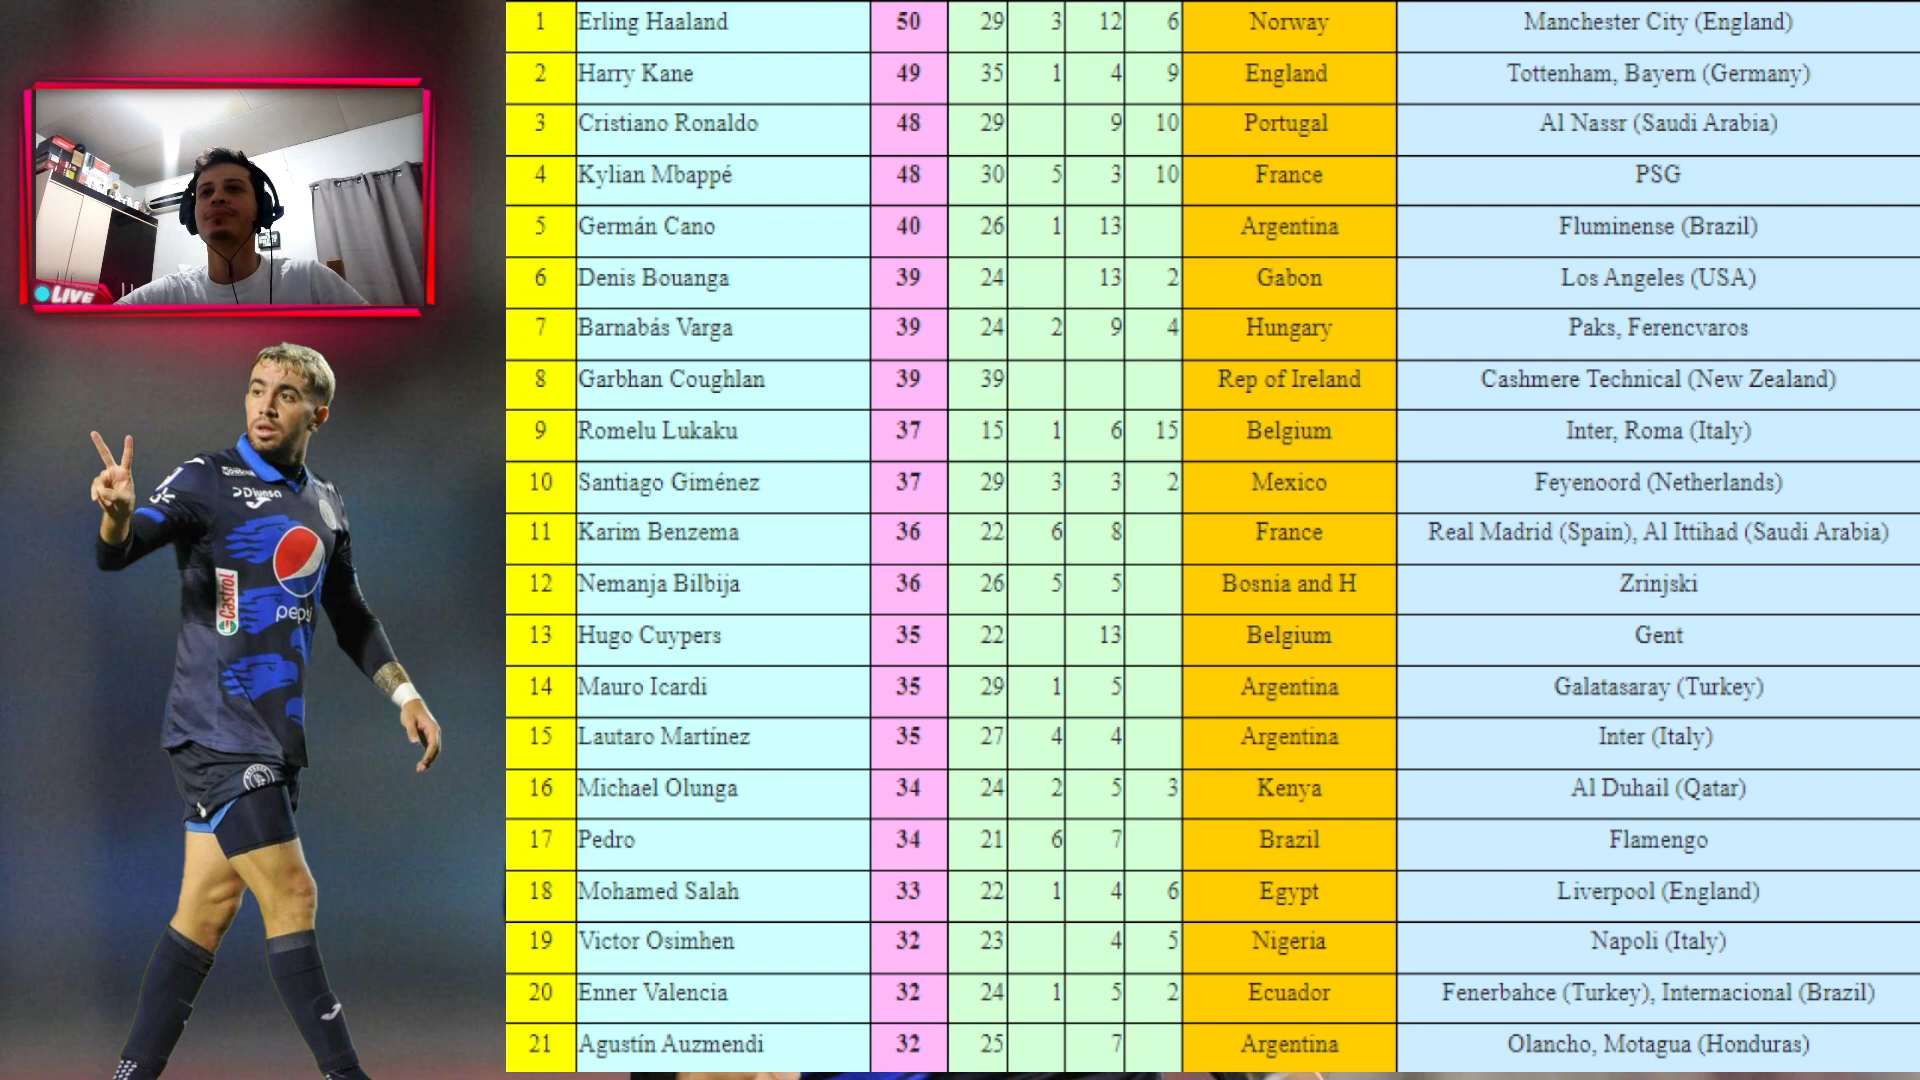 LIVE
Diunsa
Castrol
pepsi
1 Erling Haaland 50 29 3 12 6 Norway Manchester City (England)
2 Harry Kane 49 35 1 4 9 England Tottenham, Bayern (Germany)
3 Cristiano Ronaldo 48 29 9 10 Portugal Al Nassr (Saudi Arabia)
4 Kylian Mbappé 48 30 5 3 10 France PSG
5 Germán Cano 40 26 1 13 Argentina Fluminense (Brazil)
6 Denis Bouanga 39 24 13 2 Gabon Los Angeles (USA)
7 Barnabás Varga 39 24 2 9 4 Hungary Paks, Ferencvaros
8 Garbhan Coughlan 39 39 Rep of Ireland Cashmere Technical (New Zealand)
9 Romelu Lukaku 37 15 1 6 15 Belgium Inter, Roma (Italy)
10 Santiago Giménez 37 29 3 3 2 Mexico Feyenoord (Netherlands)
11 Karim Benzema 36 22 6 8 France Real Madrid (Spain), Al Ittihad (Saudi Arabia)
12 Nemanja Bilbija 36 26 5 5 Bosnia and H Zrinjski
13 Hugo Cuypers 35 22 13 Belgium Gent
14 Mauro Icardi 35 29 1 5 Argentina Galatasaray (Turkey)
15 Lautaro Martínez 35 27 4 4 Argentina Inter (Italy)
16 Michael Olunga 34 24 2 5 3 Kenya Al Duhail (Qatar)
17 Pedro 34 21 6 7 Brazil Flamengo
18 Mohamed Salah 33 22 1 4 6 Egypt Liverpool (England)
19 Victor Osimhen 32 23 4 5 Nigeria Napoli (Italy)
20 Enner Valencia 32 24 1 5 2 Ecuador Fenerbahce (Turkey), Internacional (Brazil)
21 Agustín Auzmendi 32 25 7 Argentina Olancho, Motagua (Honduras)